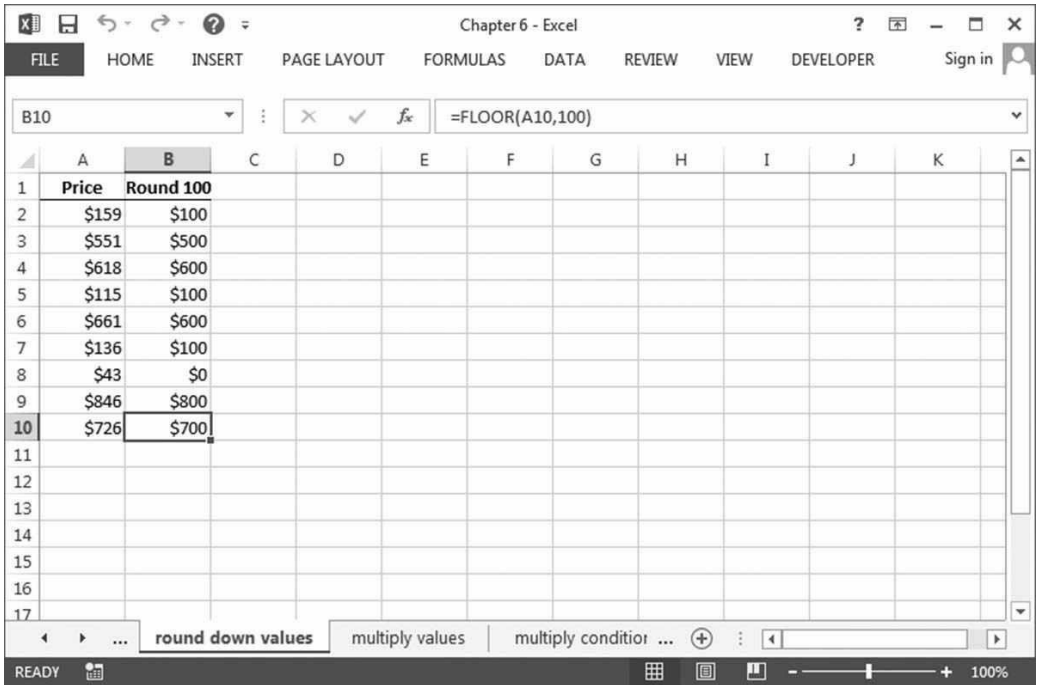 Chapter 6 - Excel
FILE HOME INSERT PAGE LAYOUT FORMULAS DATA REVIEW VIEW DEVELOPER Sign in
B10 fx =FLOOR(A10,100)
A B C D E F G H I J K
1 Price Round 100
2 $159 $100
3 $551 $500
4 $618 $600
5 $115 $100
6 $661 $600
7 $136 $100
8 $43 $0
9 $846 $800
10 $726 $700
11
12
13
14
15
16
17
... round down values multiply values multiply condition ...
READY 100%